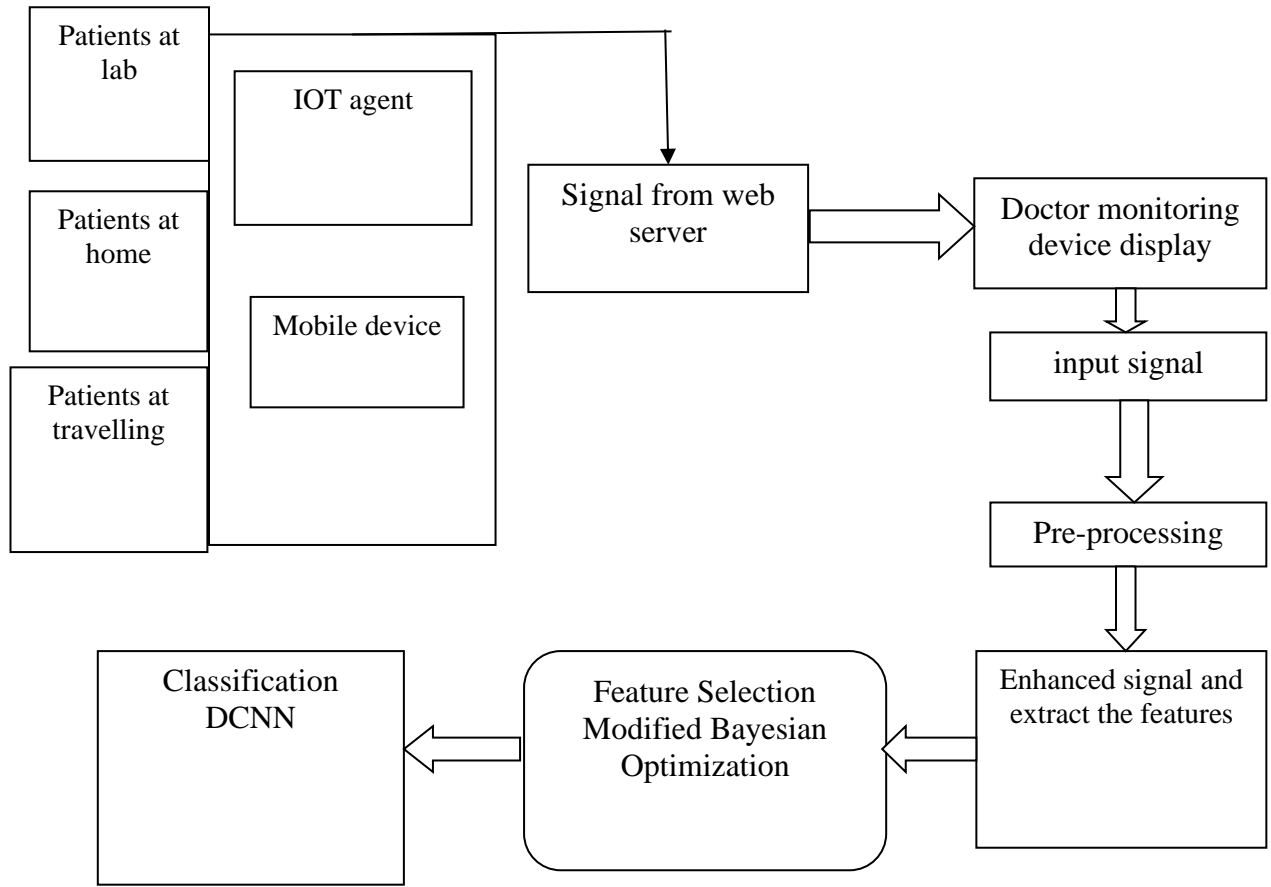 Patients at
lab
IOT agent
Patients at
home
Mobile device
Patients at
travelling
Signal from web
server
Doctor monitoring
device display
input signal
Pre-processing
Enhanced signal and
extract the features
Feature Selection
Modified Bayesian
Optimization
Classification
DCNN